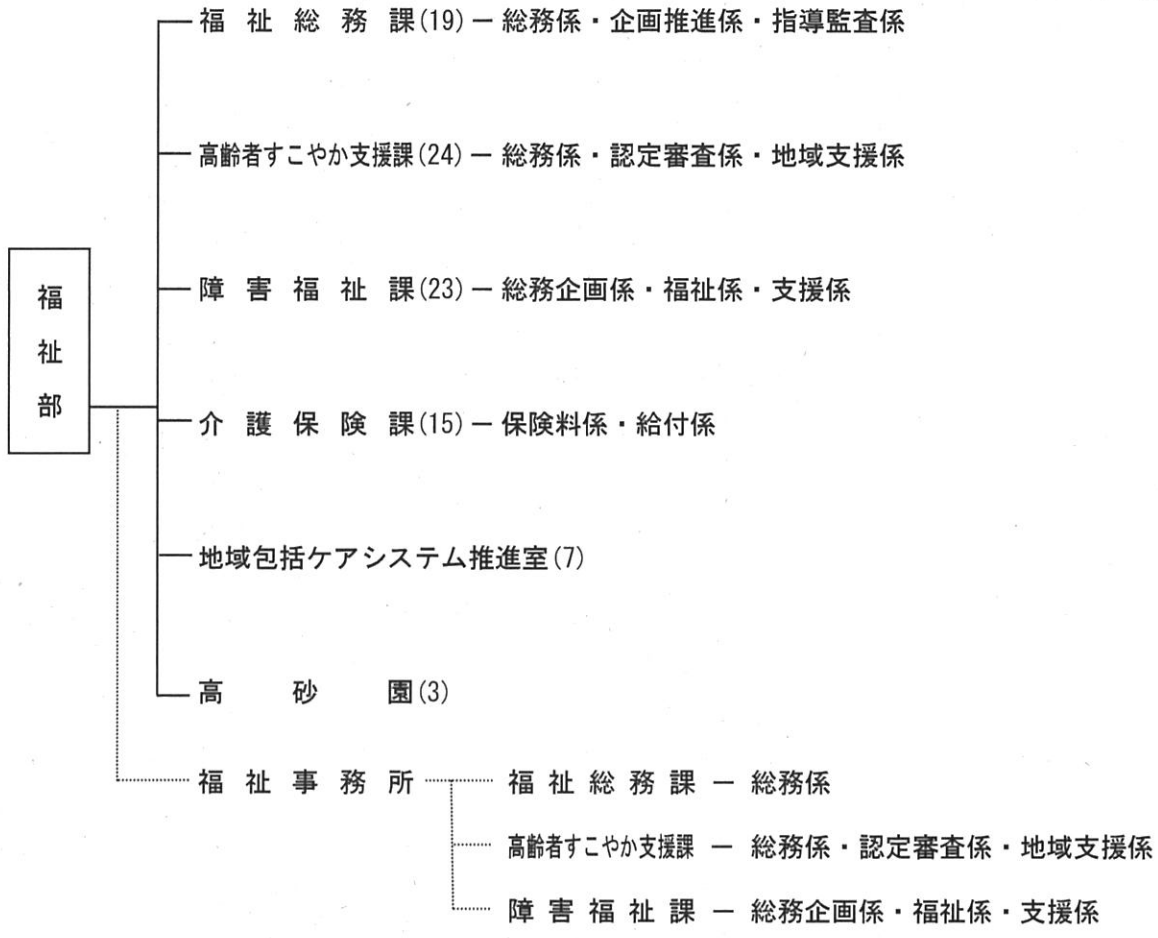 福祉総務課(19)－総務係・企画推進係・指導監査係
高齢者すこやか支援課(24)－総務係・認定審査係・地域支援係
障害福祉課(23)－総務企画係・福祉係・支援係
福祉部
介護保険課(15)－保険料係・給付係
地域包括ケアシステム推進室(7)
高砂園(3)
福祉事務所 福祉総務課－総務係
高齢者すこやか支援課－総務係・認定審査係・地域支援係
障害福祉課－総務企画係・福祉係・支援係